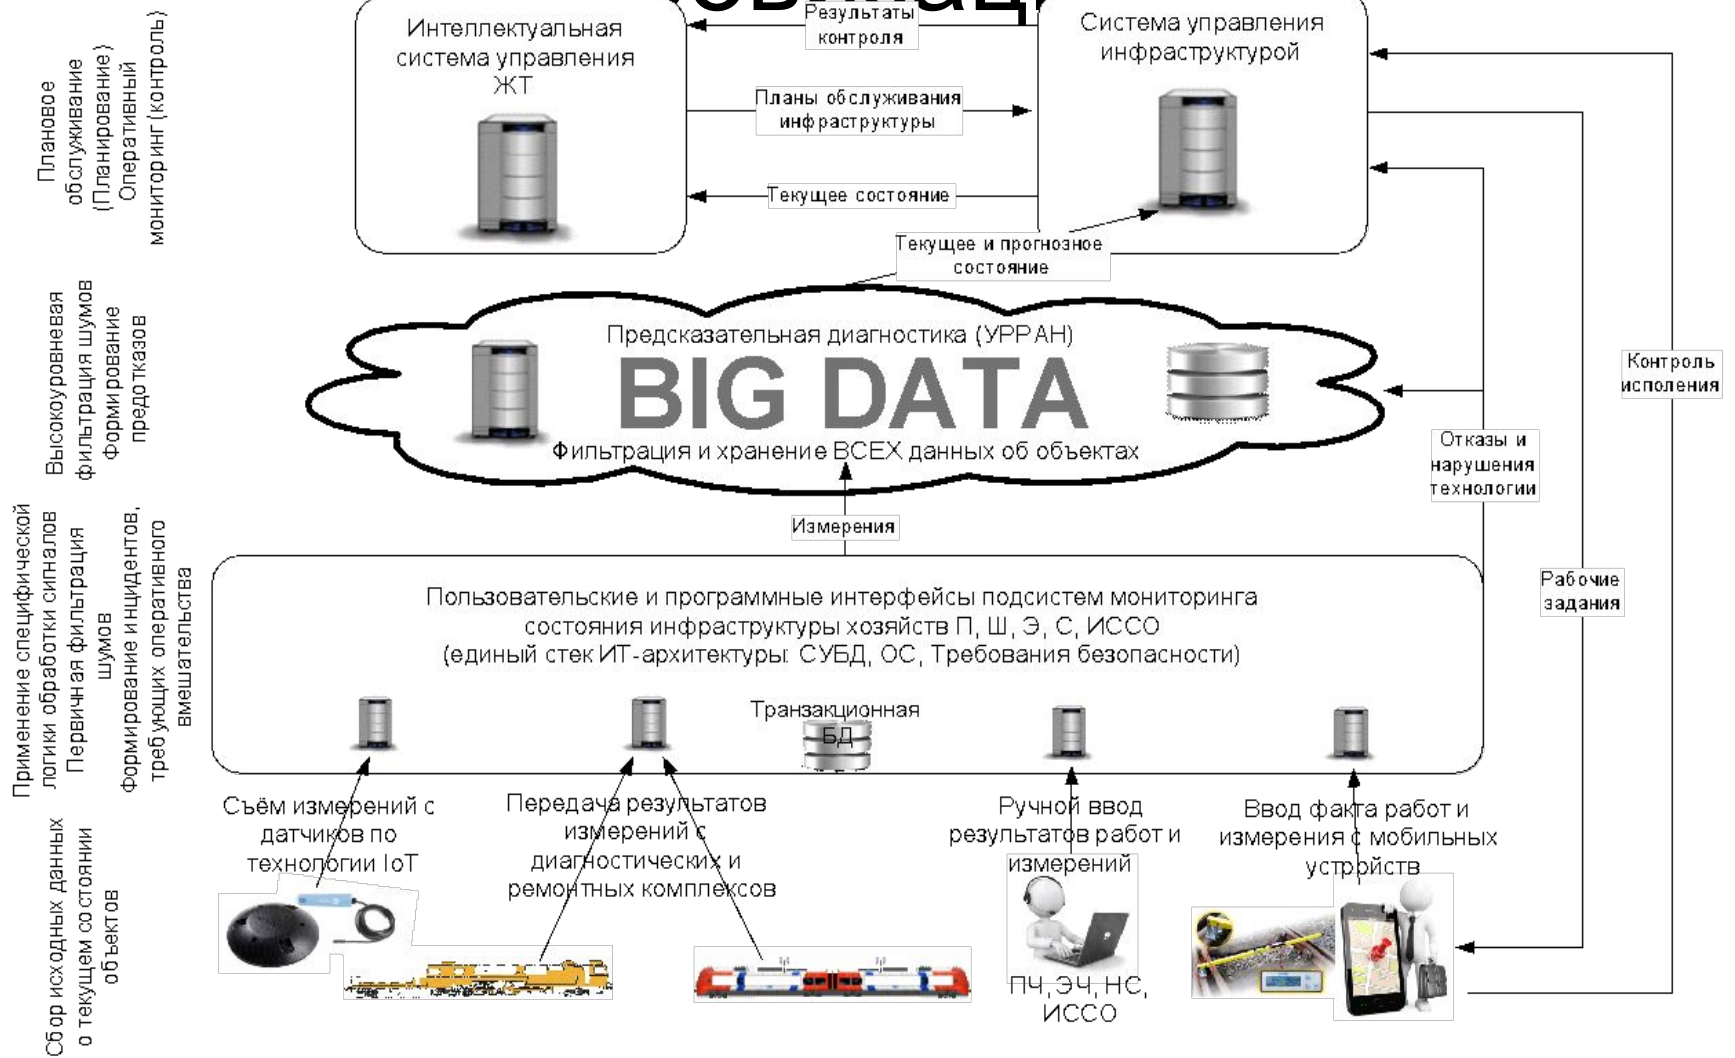 Интеллектуальная
система управления
ЖТ
Результаты
контроля
Система управления
инфраструктурой
Планы обслуживания
инфраструктуры
Текущее состояние
Текущее и прогнозное
состояние
Плановое
обслуживание
(Планирование)
Оперативный
мониторинг (контроль)
Высокоуровневая
фильтрация шумов
Формирование
предотказов
Предсказательная диагностика (УРРАН)
BIG DATA
Фильтрация и хранение ВСЕХ данных об объектах
Контроль
исполения
Отказы и
нарушения
технологии
Измерения
Рабочие
задания
Применение специфической
логики обработки сигналов
Первичная фильтрация
шумов
Формирование инцидентов,
требующих оперативного
вмешательства
Пользовательские и программные интерфейсы подсистем мониторинга
состояния инфраструктуры хозяйств П, Ш, Э, С, ИССО
(единый стек ИТ-архитектуры: СУБД, ОС, Требования безопасности)
Транзакционная
БД
Сбор исходных данных
о текущем состоянии
объектов
Съём измерений с
датчиков по
технологии IoT
Передача результатов
измерений с
диагностических и
ремонтных комплексов
Ручной ввод
результатов работ и
измерений
Ввод факта работ и
измерения с мобильных
устройств
ПЧ, ЭЧ, НС,
ИССО